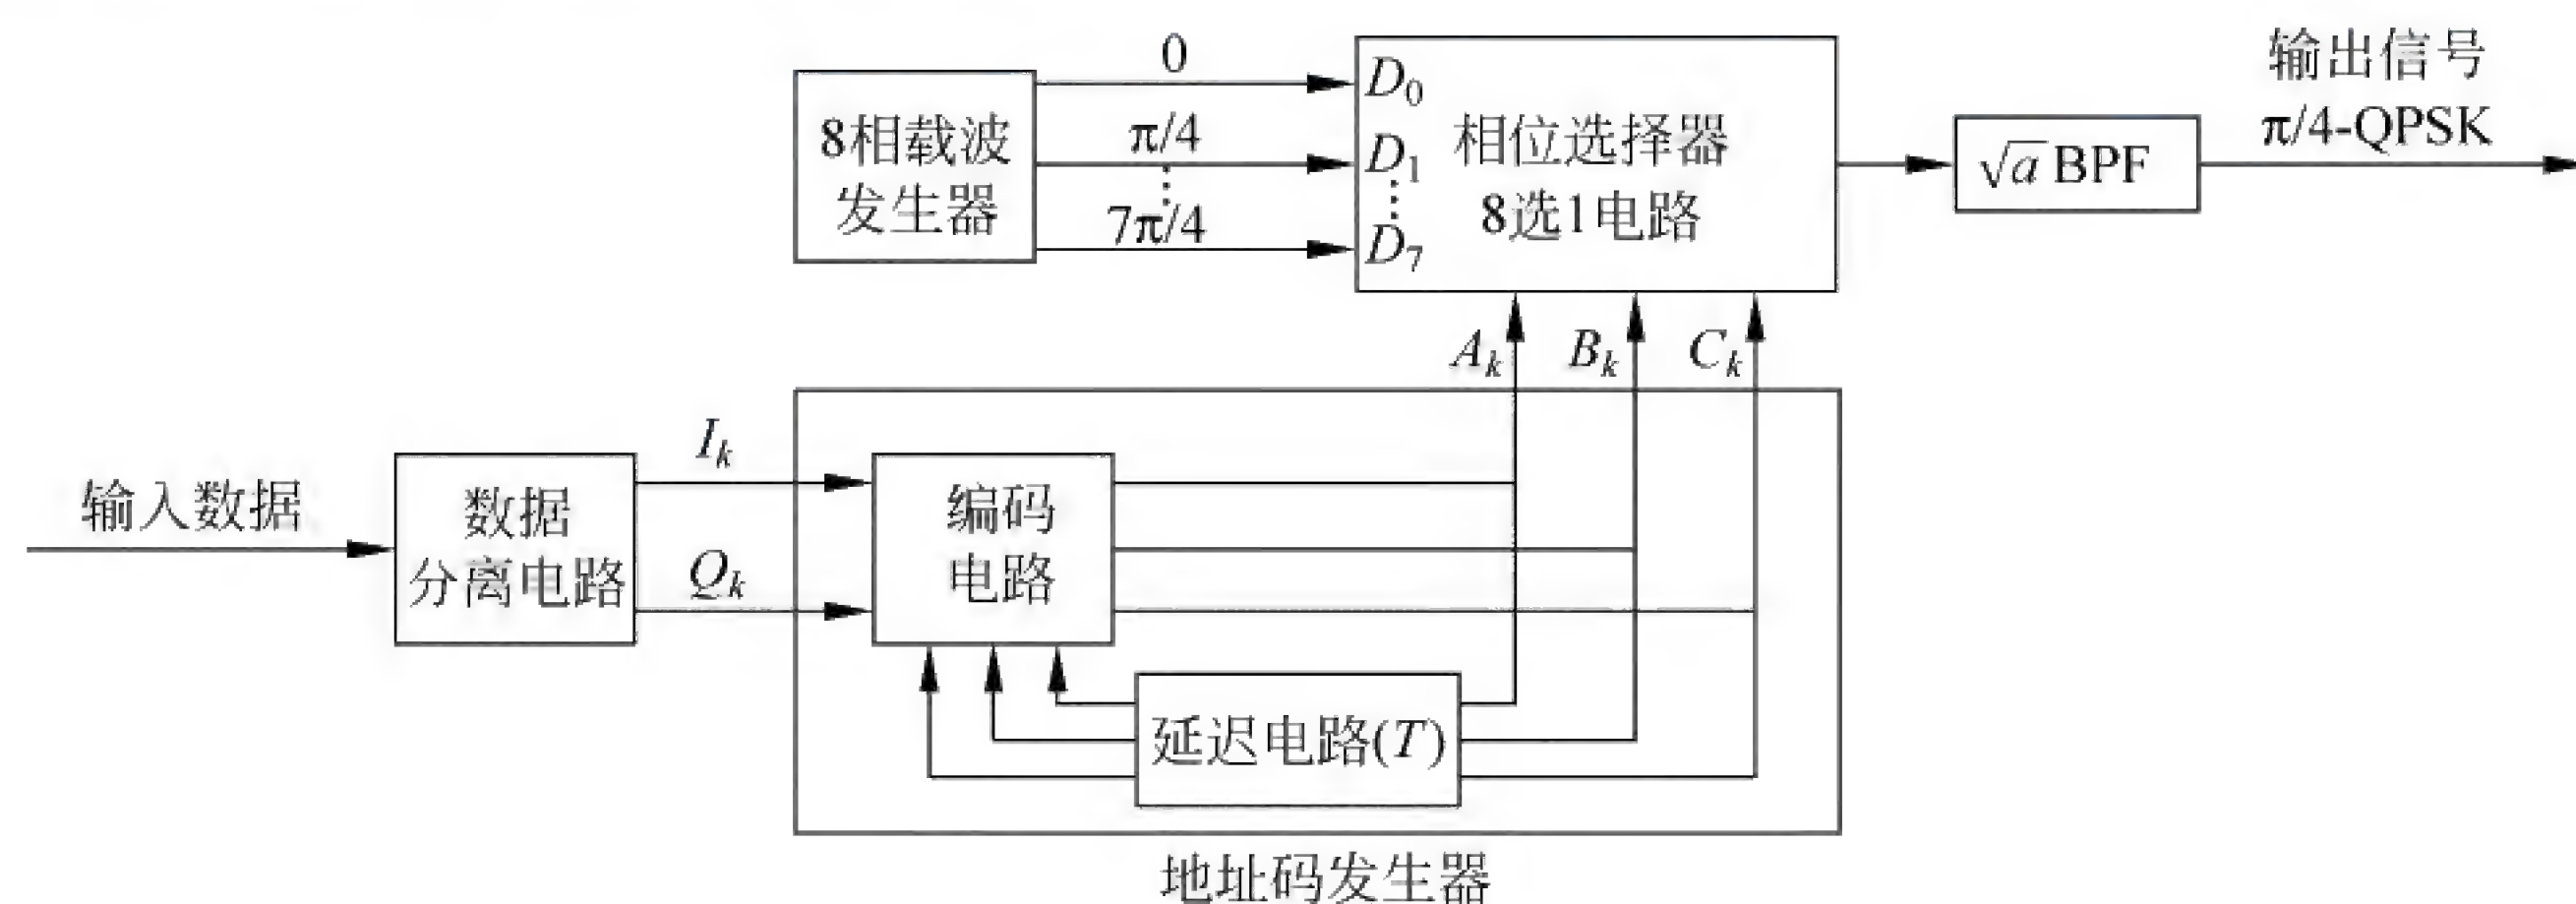 0
π/4
7π/4
8相载波
发生器
D₀
D₁
D₇
相位选择器
8选1电路
√a BPF
输出信号
π/4-QPSK
Aₖ
Bₖ
Cₖ
输入数据
数据
分离电路
Iₖ
Qₖ
编码
电路
延迟电路(T)
地址码发生器